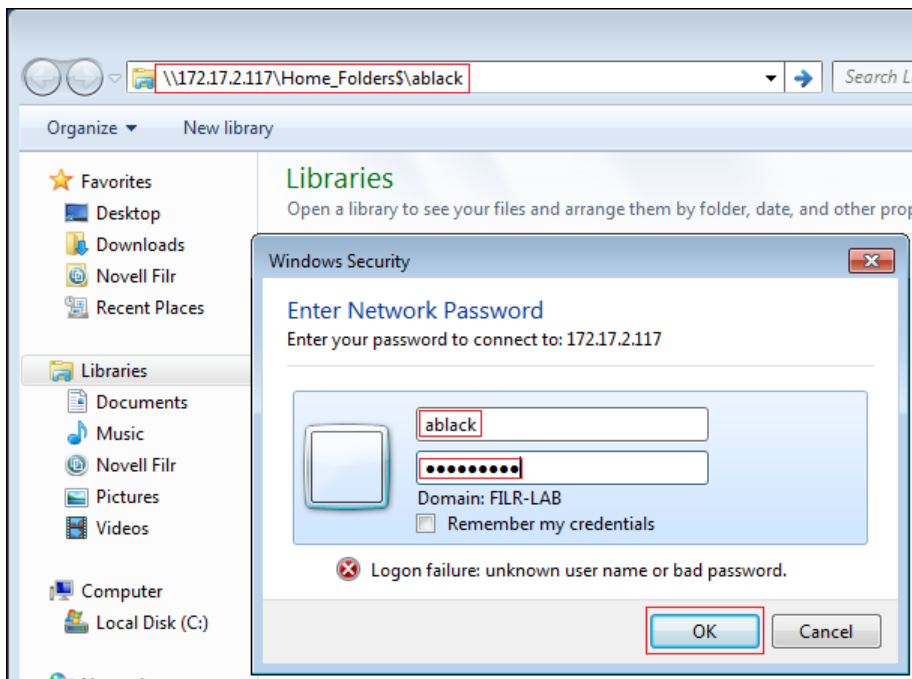 \\172.17.2.117\Home_Folders$\ablack
Search L
Organize New library
Favorites
Desktop
Downloads
Novell Filr
Recent Places
Libraries
Documents
Music
Novell Filr
Pictures
Videos
Computer
Local Disk (C:)
Libraries
Open a library to see your files and arrange them by folder, date, and other prop
Windows Security
Enter Network Password
Enter your password to connect to: 172.17.2.117
ablack
●●●●●●●●●
Domain: FILR-LAB
Remember my credentials
Logon failure: unknown user name or bad password.
OK Cancel